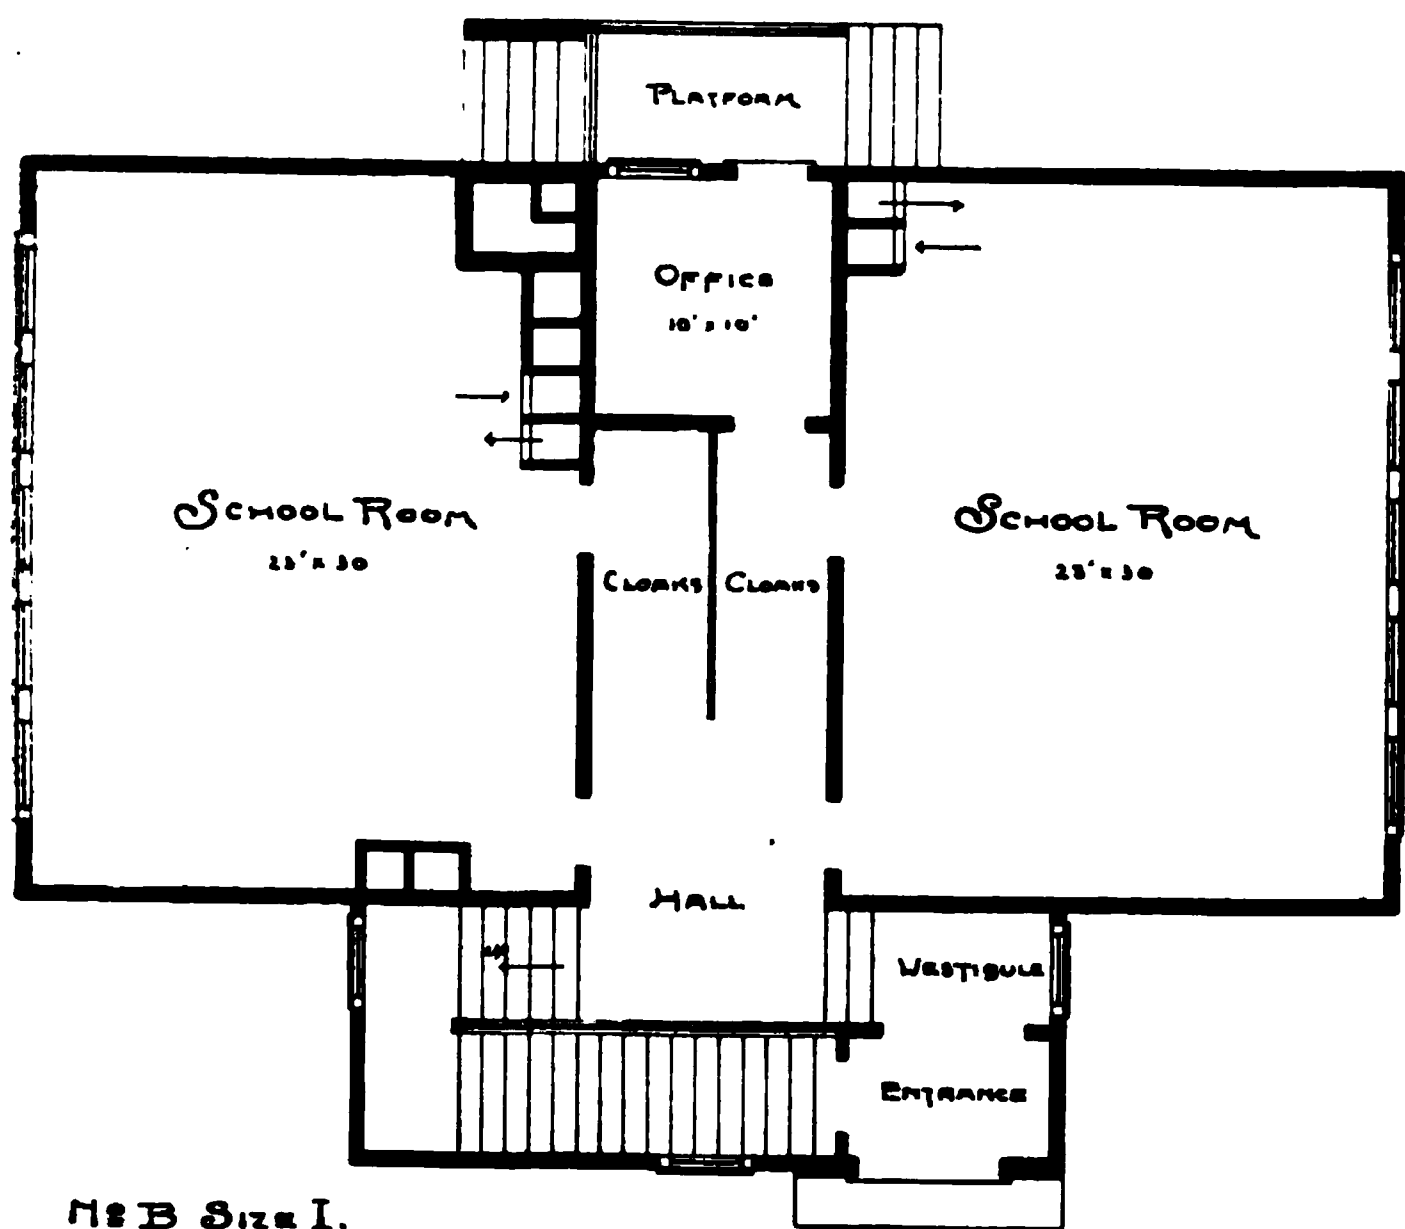 PLATFORM
OFFICE
10' x 10'
SCHOOL ROOM
23' x 30
SCHOOL ROOM
23' x 30
CLOAKS
CLOAKS
HALL
VESTIBULE
ENTRANCE
No B SIZE I.